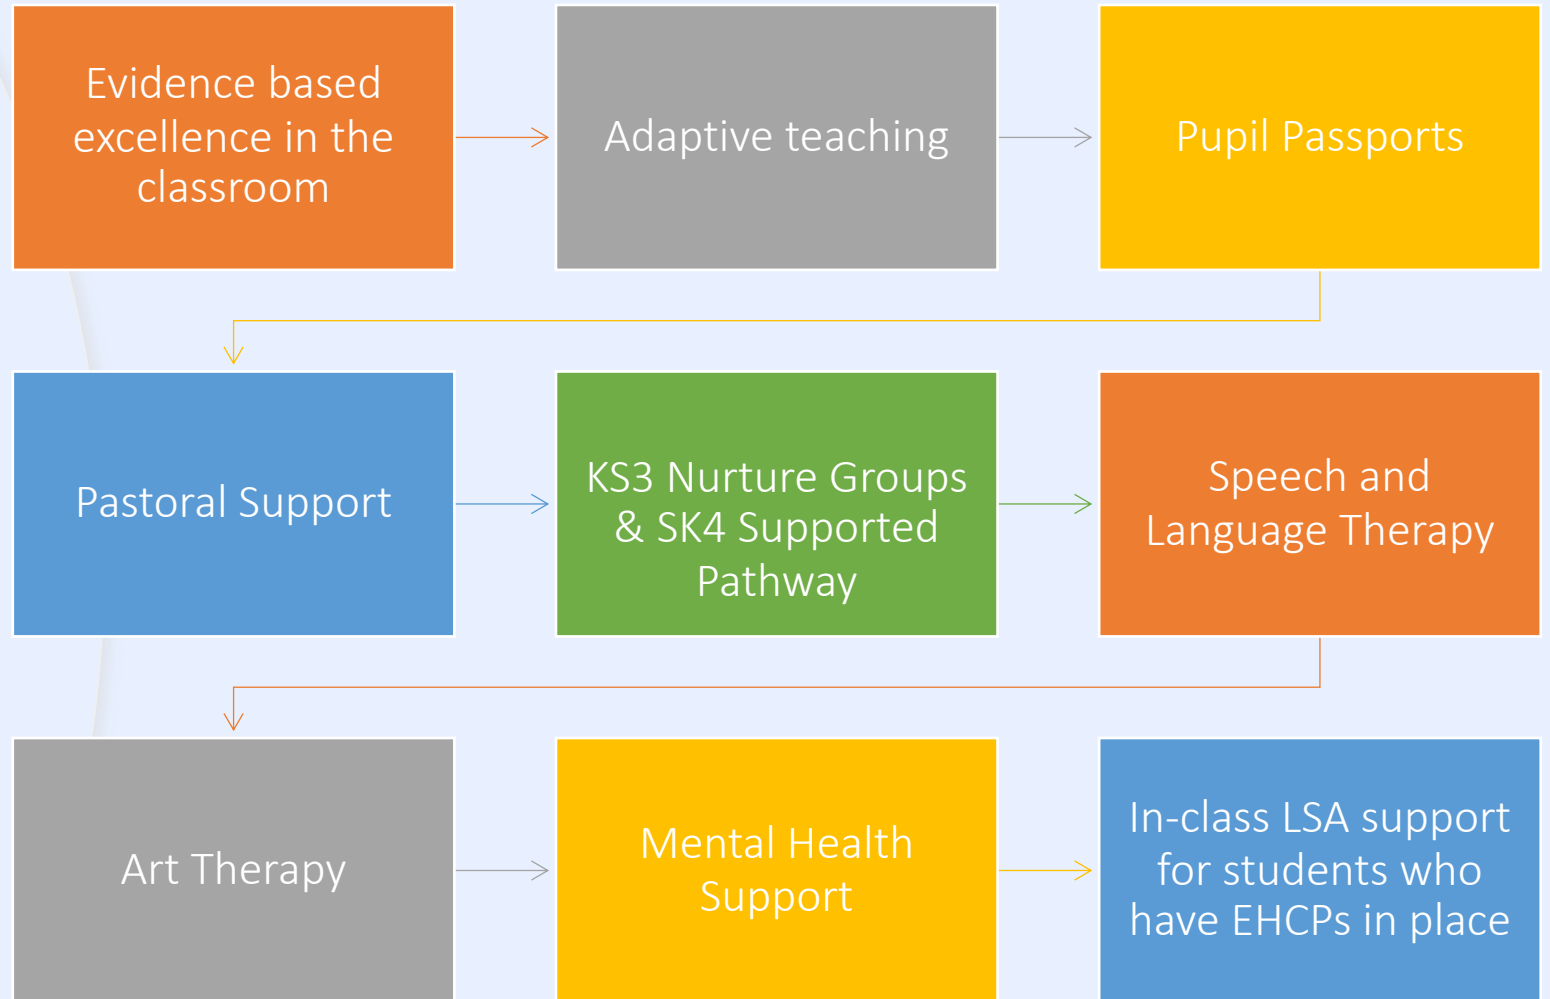 Evidence based
excellence in the
classroom
Adaptive teaching
Pupil Passports
Pastoral Support
KS3 Nurture Groups
& SK4 Supported
Pathway
Speech and
Language Therapy
Art Therapy
Mental Health
Support
In-class LSA support
for students who
have EHCPs in place